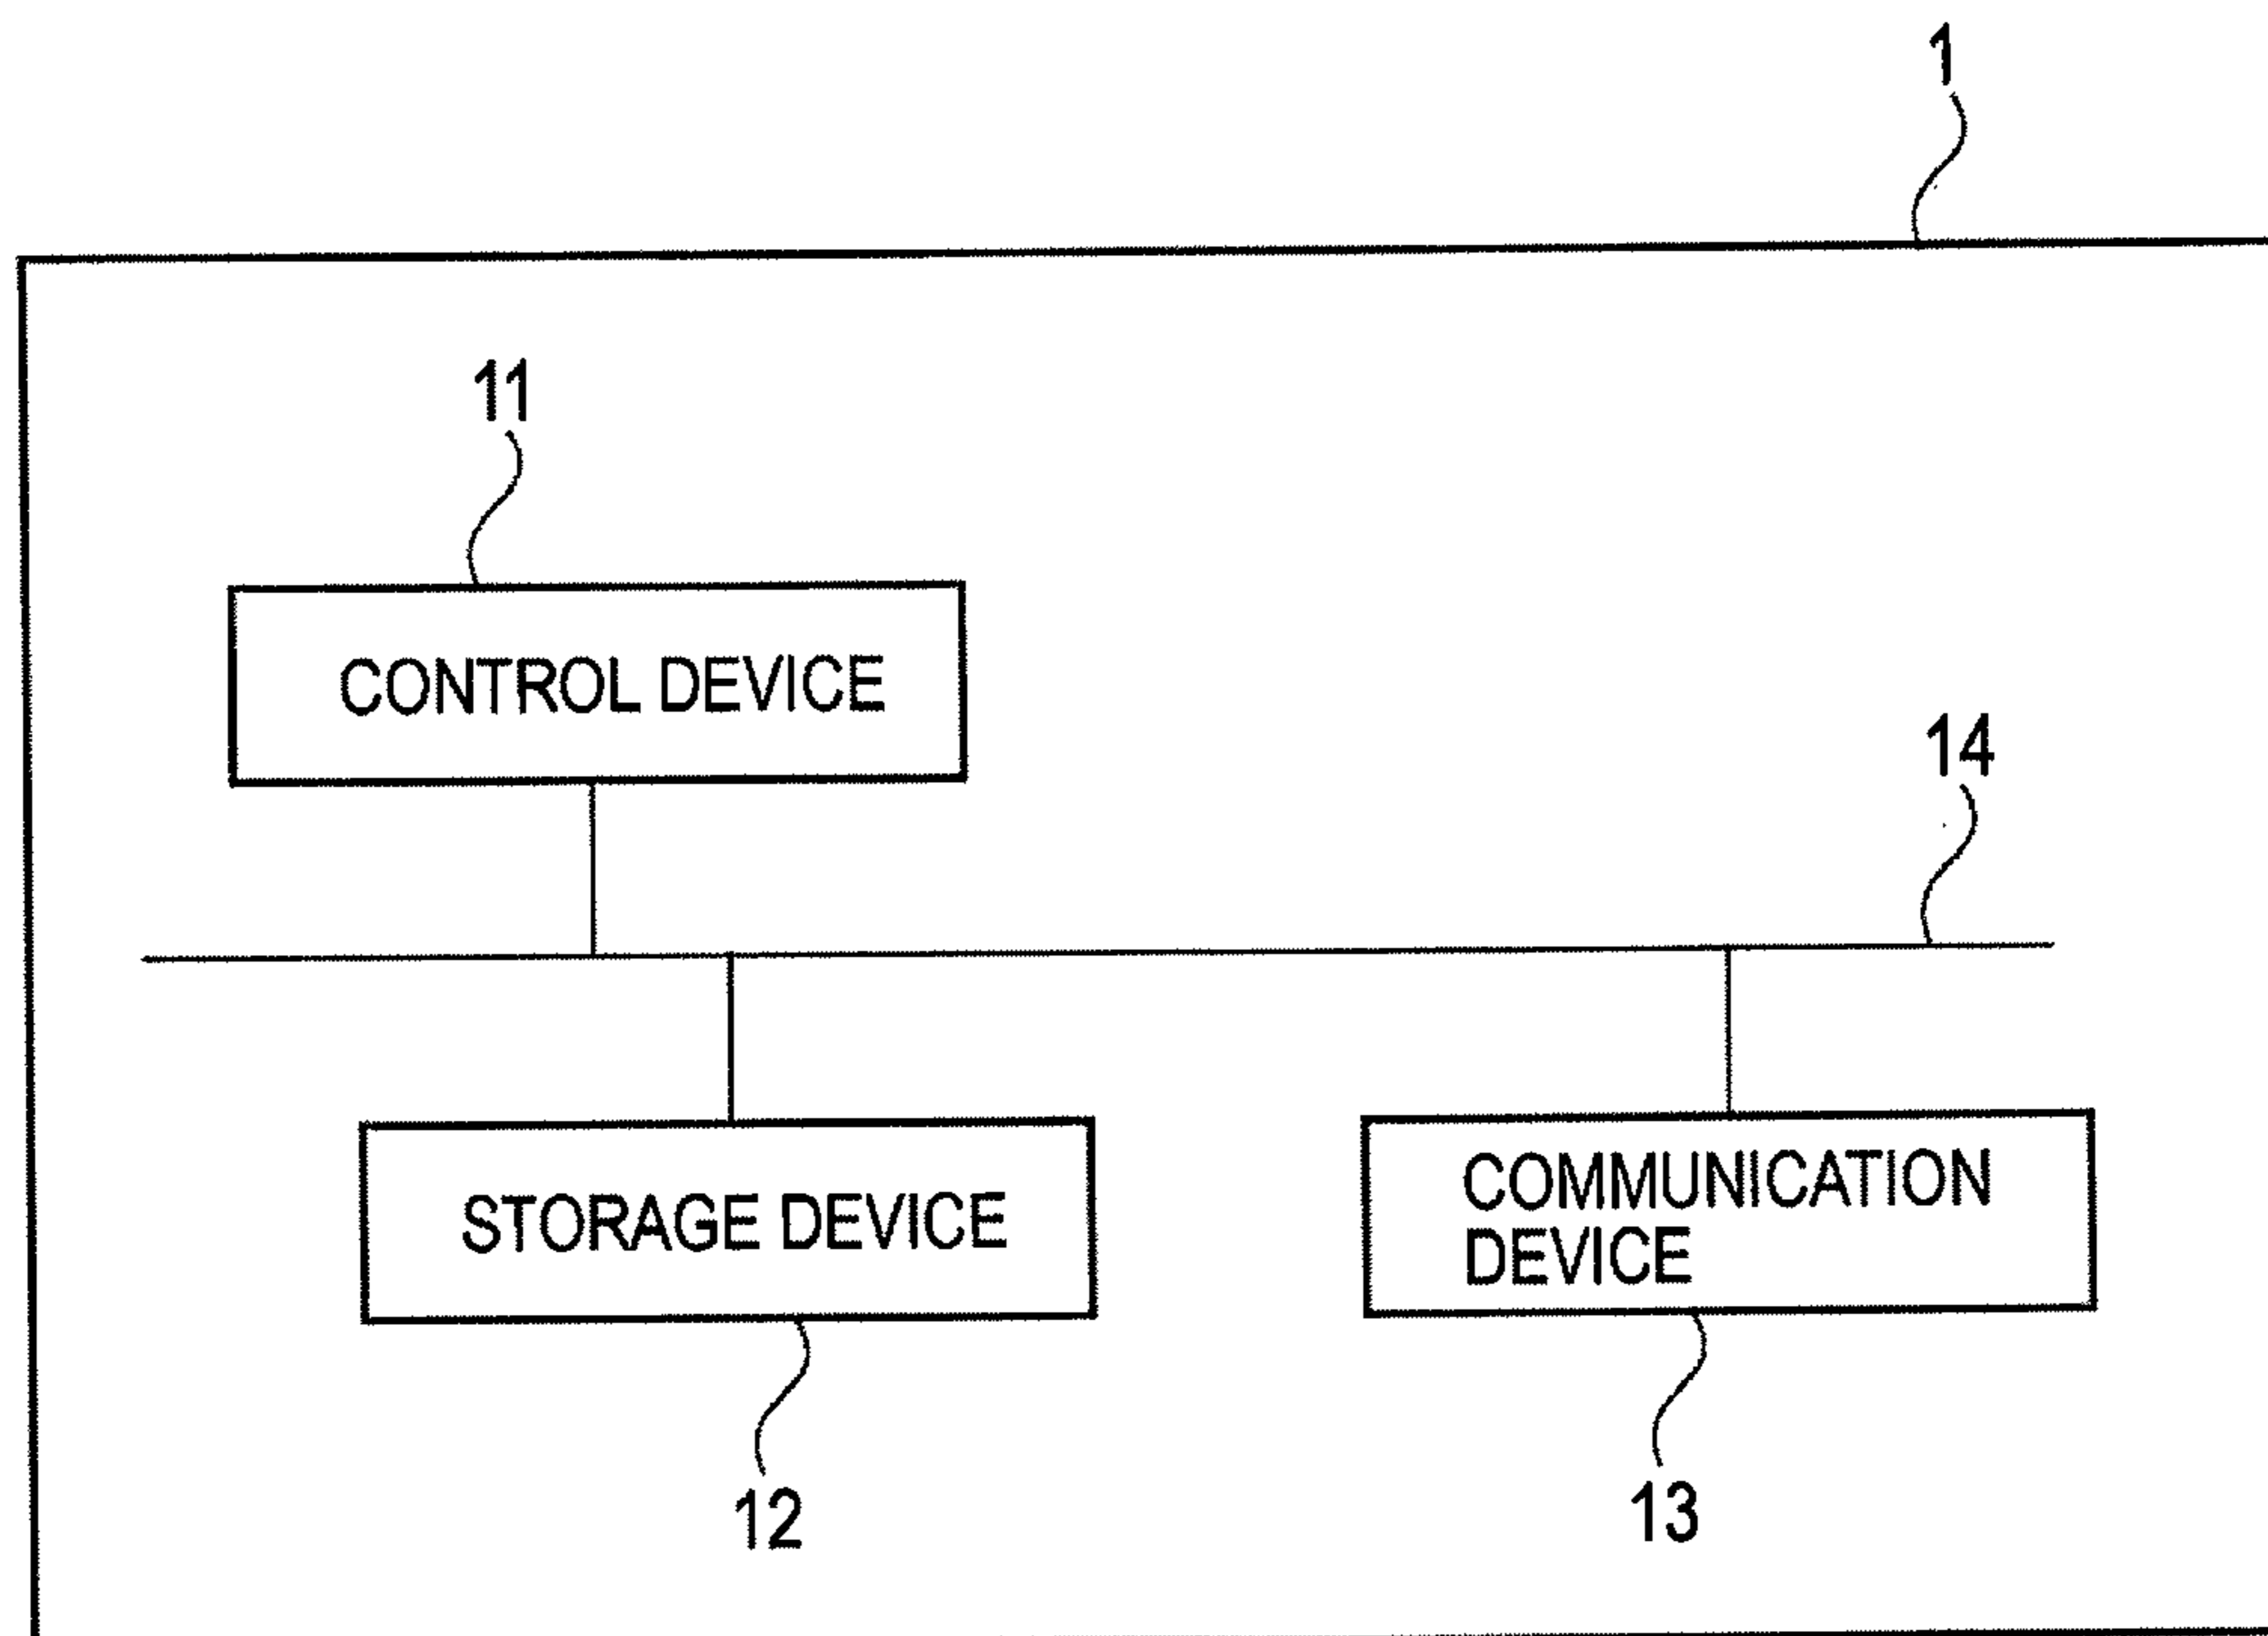 1
11
CONTROL DEVICE
14
STORAGE DEVICE
COMMUNICATION
DEVICE
12
13